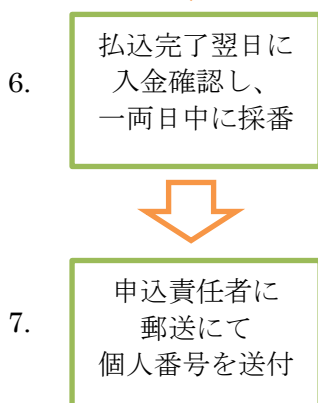 6.
払込完了翌日に
入金確認し、
一両日中に採番
7.
申込責任者に
郵送にて
個人番号を送付